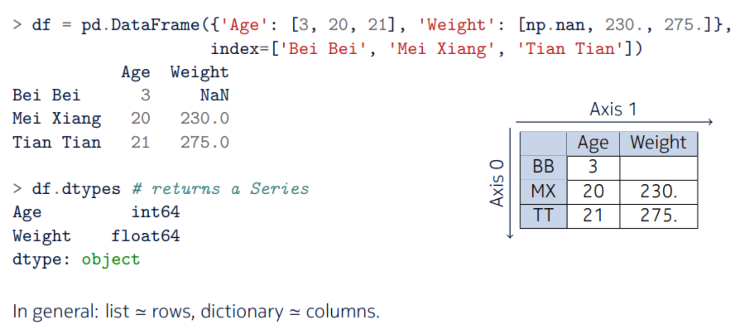 > df = pd.DataFrame({'Age': [3, 20, 21], 'Weight': [np.nan, 230., 275.]},
index=['Bei Bei', 'Mei Xiang', 'Tian Tian'])
Age Weight
Bei Bei 3 NaN
Mei Xiang 20 230.0
Tian Tian 21 275.0
> df.dtypes # returns a Series
Age int64
Weight float64
dtype: object
Axis 1
Axis 0
Age Weight
BB 3
MX 20 230.
TT 21 275.
In general: list ≃ rows, dictionary ≃ columns.